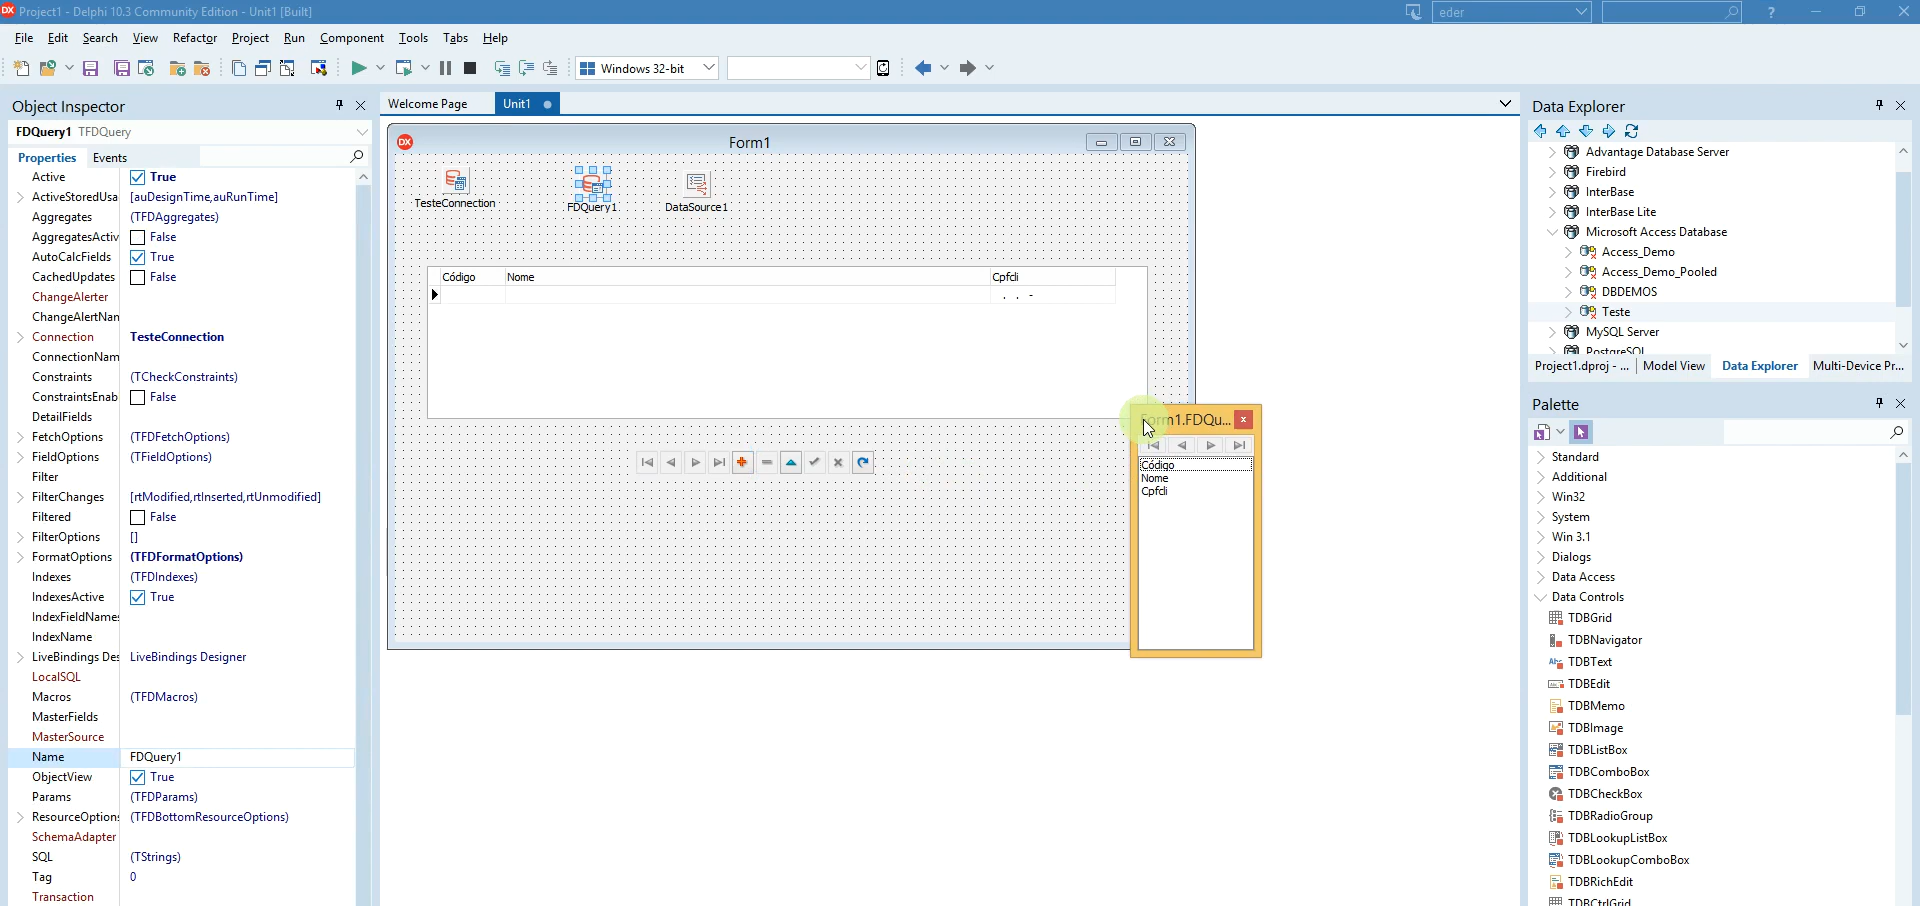 DX Project1 - Delphi 10.3 Community Edition - Unit1 [Built]
eder
?
File Edit Search View Refactor Project Run Component Tools Tabs Help
Windows 32-bit
Object Inspector
FDQuery1 TFDQuery
Properties Events
Active True
ActiveStoredUsa [auDesignTime,auRunTime]
Aggregates (TFDAggregates)
AggregatesActiv False
AutoCalcFields True
CachedUpdates False
ChangeAlerter
ChangeAlertNan
Connection TesteConnection
ConnectionNam
Constraints (TCheckConstraints)
ConstraintsEnab False
DetailFields
FetchOptions (TFDFetchOptions)
FieldOptions (TFieldOptions)
Filter
FilterChanges [rtModified,rtInserted,rtUnmodified]
Filtered False
FilterOptions []
FormatOptions (TFDFormatOptions)
Indexes (TFDIndexes)
IndexesActive True
IndexFieldNames
IndexName
LiveBindings Des LiveBindings Designer
LocalSQL
Macros (TFDMacros)
MasterFields
MasterSource
Name FDQuery1
ObjectView True
Params (TFDParams)
ResourceOptions (TFDBottomResourceOptions)
SchemaAdapter
SQL (TStrings)
Tag 0
Transaction
Welcome Page Unit1
DX Form1
TesteConnection FDQuery1 DataSource1
Código Nome Cpfcli
. . -
Form1.FDQu...
Código
Nome
Cpfcli
Data Explorer
Advantage Database Server
Firebird
InterBase
InterBase Lite
Microsoft Access Database
Access_Demo
Access_Demo_Pooled
DBDEMOS
Teste
MySQL Server
PostgreSQL
Project1.dproj - ... Model View Data Explorer Multi-Device Pr...
Palette
Standard
Additional
Win32
System
Win 3.1
Dialogs
Data Access
Data Controls
TDBGrid
TDBNavigator
TDBText
TDBEdit
TDBMemo
TDBImage
TDBListBox
TDBComboBox
TDBCheckBox
TDBRadioGroup
TDBLookupListBox
TDBLookupComboBox
TDBRichEdit
TDBCtrlGrid